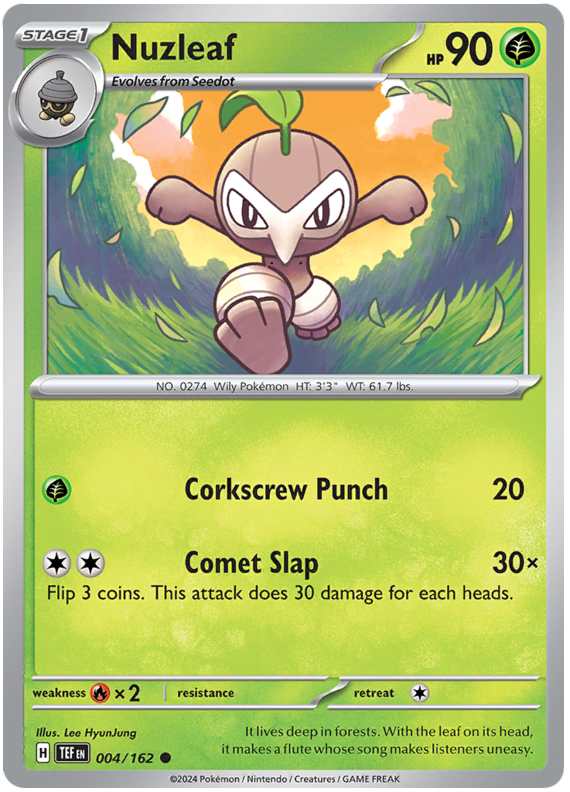 STAGE1
Nuzleaf
HP 90
Evolves from Seedot
NO. 0274 Wily Pokémon HT: 3'3" WT: 61.7 lbs.
Corkscrew Punch 20
Comet Slap 30×
Flip 3 coins. This attack does 30 damage for each heads.
weakness ×2 resistance retreat
Illus. Lee HyunJung
It lives deep in forests. With the leaf on its head,
it makes a flute whose song makes listeners uneasy.
H TEF EN 004/162
©2024 Pokémon / Nintendo / Creatures / GAME FREAK